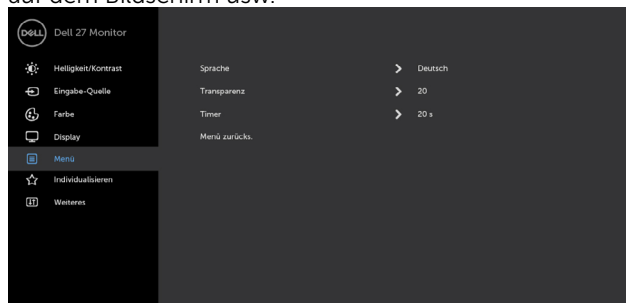 auf dem Bildschirm usw.
DELL Dell 27 Monitor
Helligkeit/Kontrast Sprache Deutsch
Eingabe-Quelle Transparenz 20
Farbe Timer 20 s
Display Menü zurücks.
Menü
Individualisieren
Weiteres